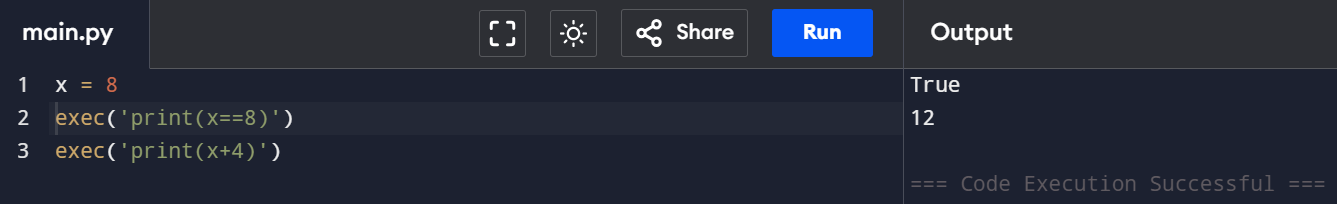 main.py Share Run Output
1 x = 8
2 exec('print(x==8)')
3 exec('print(x+4)')
True
12
=== Code Execution Successful ===